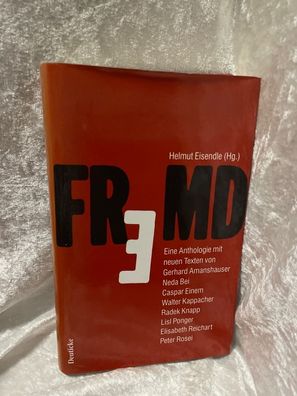 Helmut Eisendle (Hg.)
FREMD
Eine Anthologie mit
neuen Texten von
Gerhard Amanshauser
Neda Bei
Caspar Einem
Walter Kappacher
Radek Knapp
Lisl Ponger
Elisabeth Reichart
Peter Rosei
Deuticke